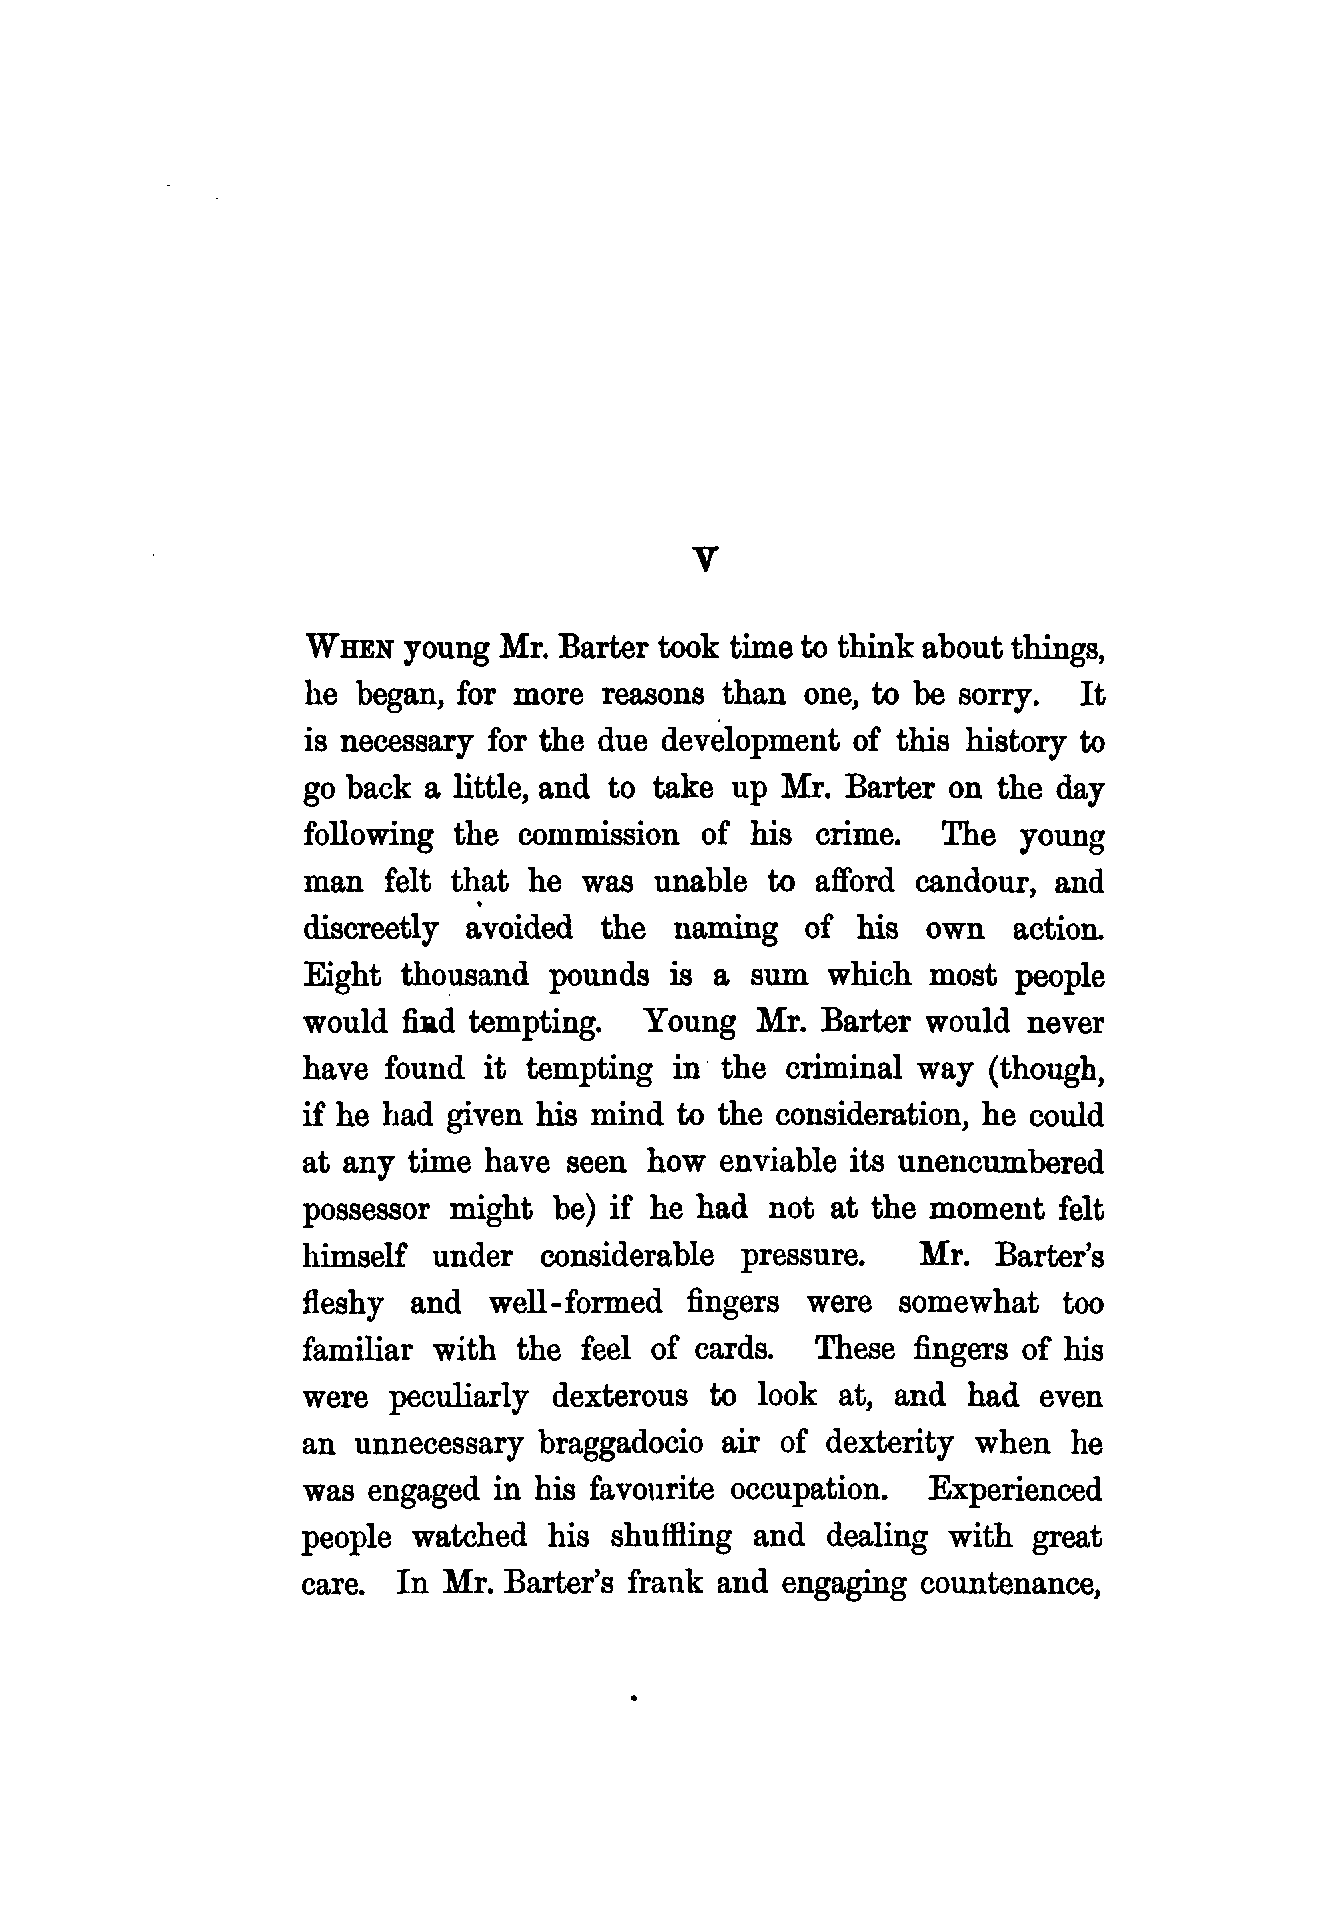 V
WHEN young Mr. Barter took time to think about things,
he began, for more reasons than one, to be sorry. It
is necessary for the due development of this history to
go back a little, and to take up Mr. Barter on the day
following the commission of his crime. The young
man felt that he was unable to afford candour, and
discreetly avoided the naming of his own action.
Eight thousand pounds is a sum which most people
would find tempting. Young Mr. Barter would never
have found it tempting in the criminal way (though,
if he had given his mind to the consideration, he could
at any time have seen how enviable its unencumbered
possessor might be) if he had not at the moment felt
himself under considerable pressure. Mr. Barter's
fleshy and well-formed fingers were somewhat too
familiar with the feel of cards. These fingers of his
were peculiarly dexterous to look at, and had even
an unnecessary braggadocio air of dexterity when he
was engaged in his favourite occupation. Experienced
people watched his shuffling and dealing with great
care. In Mr. Barter's frank and engaging countenance,